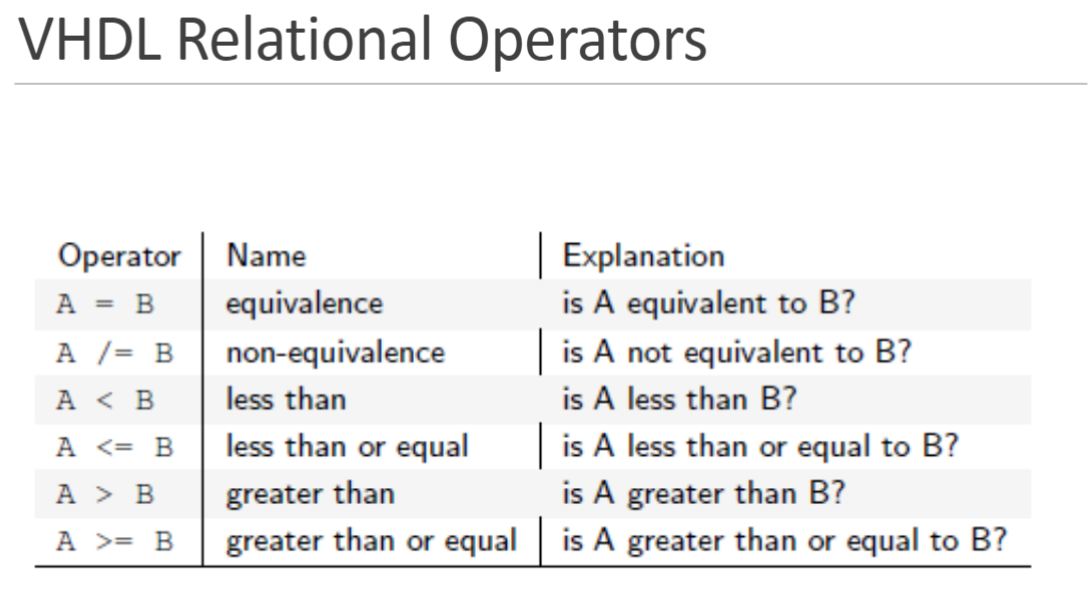 VHDL Relational Operators
Operator Name Explanation
A = B equivalence is A equivalent to B?
A /= B non-equivalence is A not equivalent to B?
A < B less than is A less than B?
A <= B less than or equal is A less than or equal to B?
A > B greater than is A greater than B?
A >= B greater than or equal is A greater than or equal to B?